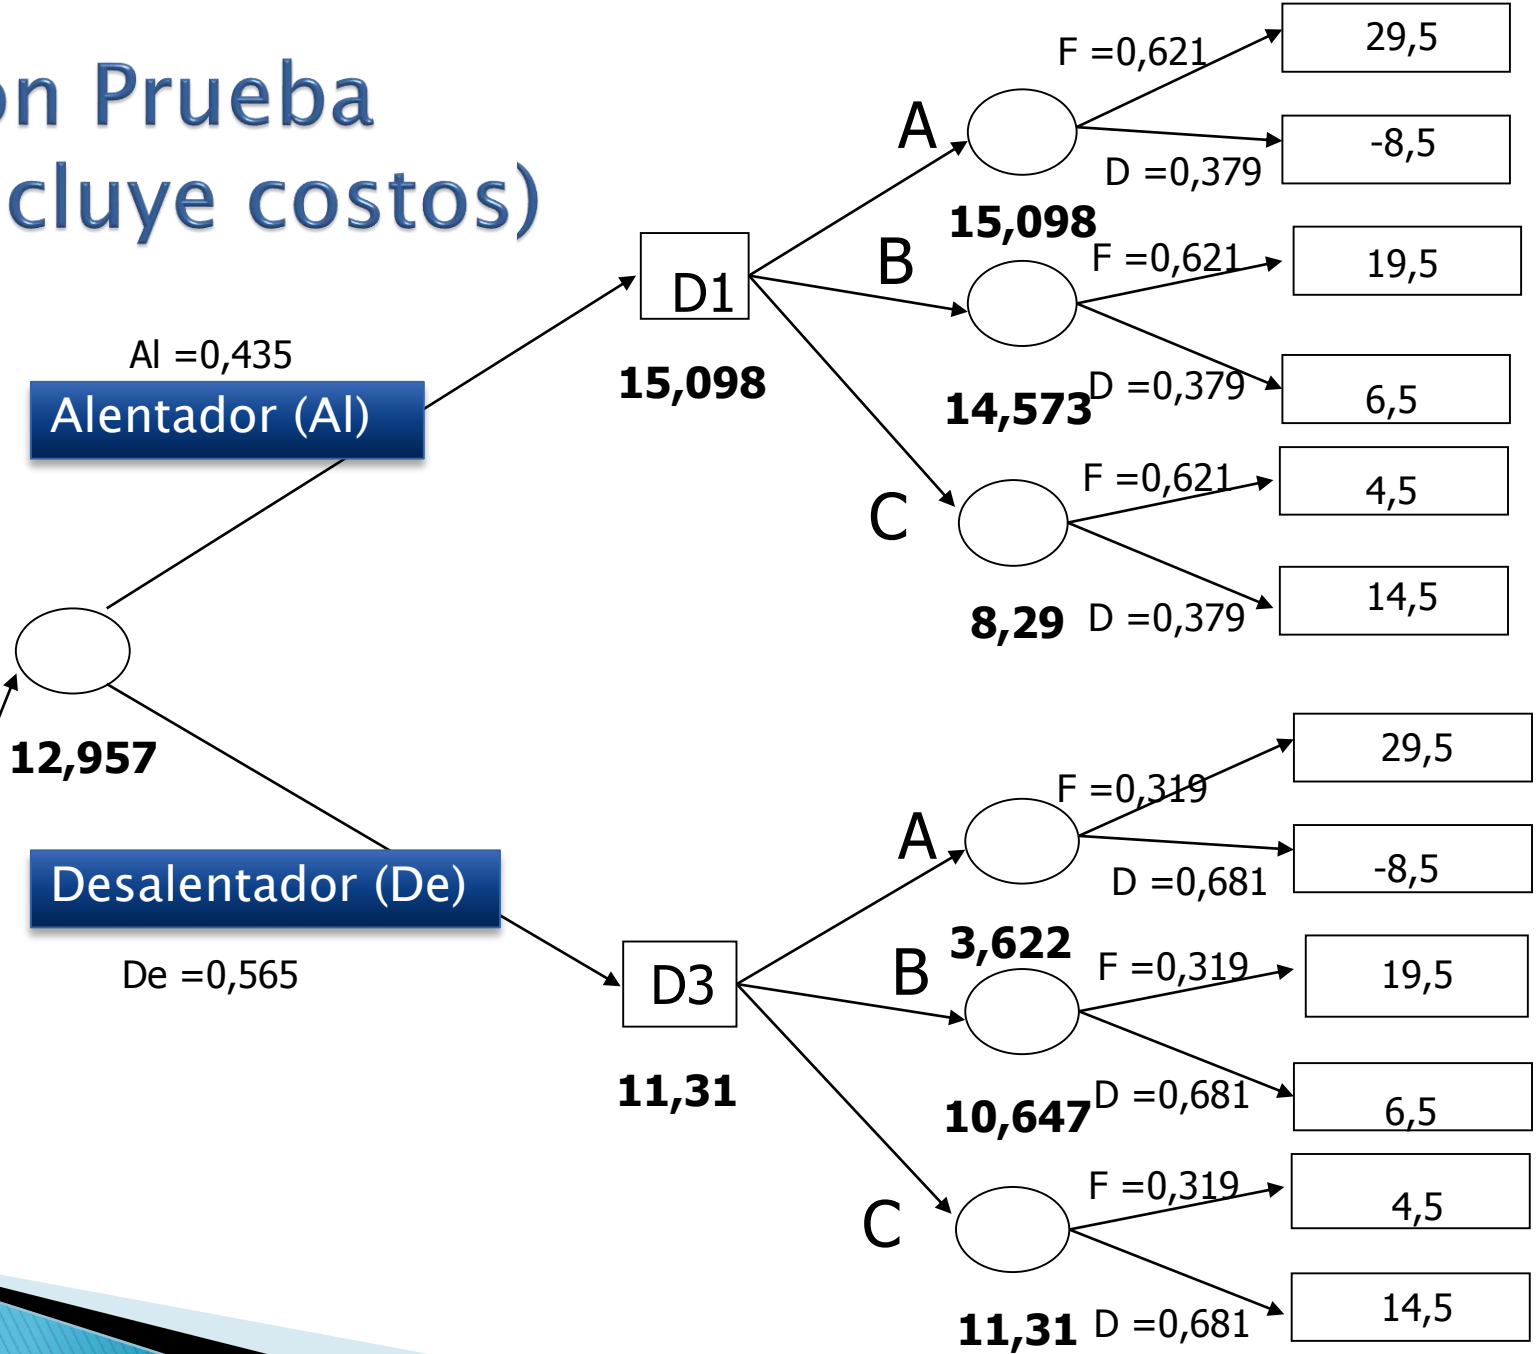 on Prueba
cluye costos)
Al =0,435
Alentador (Al)
12,957
Desalentador (De)
De =0,565
D1
15,098
A
15,098
F =0,621
29,5
D =0,379
-8,5
B
14,573
F =0,621
19,5
D =0,379
6,5
C
8,29
F =0,621
4,5
D =0,379
14,5
D3
11,31
A
3,622
F =0,319
29,5
D =0,681
-8,5
B
10,647
F =0,319
19,5
D =0,681
6,5
C
11,31
F =0,319
4,5
D =0,681
14,5